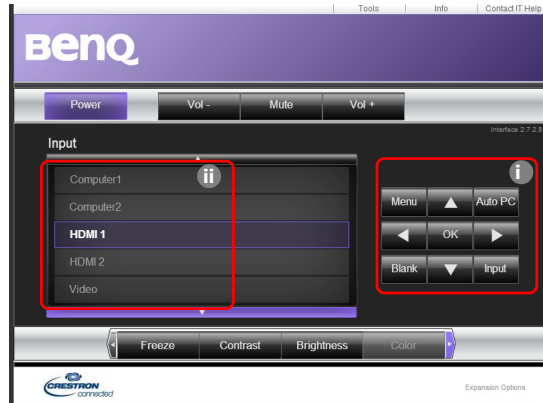 Tools Info Contact IT Help
BenQ
Power Vol - Mute Vol +
Interface 2.7.2.8
Input
Computer1 ii
Computer2
HDMI 1
HDMI 2
Video
i
Menu Auto PC
OK
Blank Input
Freeze Contrast Brightness Color
CRESTRON
connected
Expansion Options